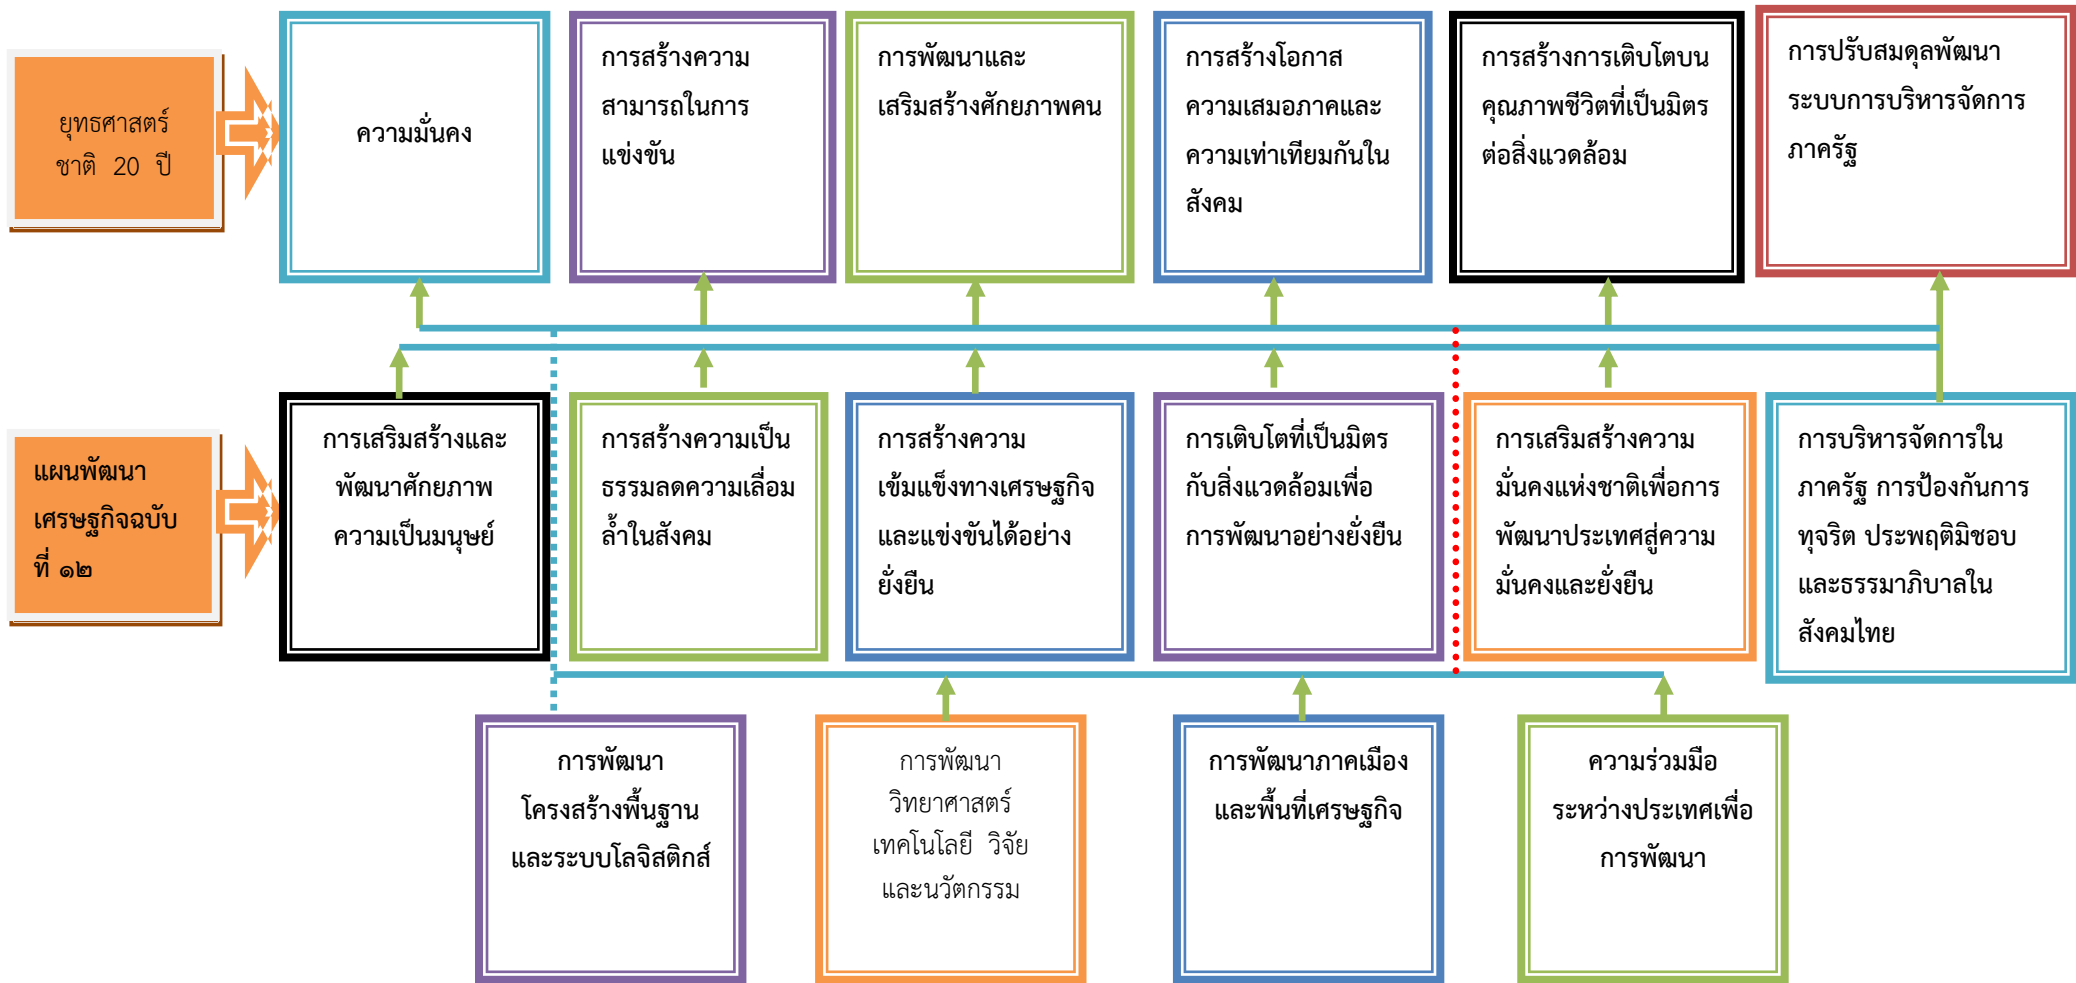 ยุทธศาสตร์
ชาติ 20 ปี
ความมั่นคง
การสร้างความ
สามารถในการ
แข่งขัน
การพัฒนาและ
เสริมสร้างศักยภาพคน
การสร้างโอกาส
ความเสมอภาคและ
ความเท่าเทียมกันใน
สังคม
การสร้างการเติบโตบน
คุณภาพชีวิตที่เป็นมิตร
ต่อสิ่งแวดล้อม
การปรับสมดุลพัฒนา
ระบบการบริหารจัดการ
ภาครัฐ
แผนพัฒนา
เศรษฐกิจฉบับ
ที่ ๑๒
การเสริมสร้างและ
พัฒนาศักยภาพ
ความเป็นมนุษย์
การสร้างความเป็น
ธรรมลดความเลื่อม
ล้ำในสังคม
การสร้างความ
เข้มแข็งทางเศรษฐกิจ
และแข่งขันได้อย่าง
ยั่งยืน
การเติบโตที่เป็นมิตร
กับสิ่งแวดล้อมเพื่อ
การพัฒนาอย่างยั่งยืน
การเสริมสร้างความ
มั่นคงแห่งชาติเพื่อการ
พัฒนาประเทศสู่ความ
มั่นคงและยั่งยืน
การบริหารจัดการใน
ภาครัฐ การป้องกันการ
ทุจริต ประพฤติมิชอบ
และธรรมาภิบาลใน
สังคมไทย
การพัฒนา
โครงสร้างพื้นฐาน
และระบบโลจิสติกส์
การพัฒนา
วิทยาศาสตร์
เทคโนโลยี วิจัย
และนวัตกรรม
การพัฒนาภาคเมือง
และพื้นที่เศรษฐกิจ
ความร่วมมือ
ระหว่างประเทศเพื่อ
การพัฒนา